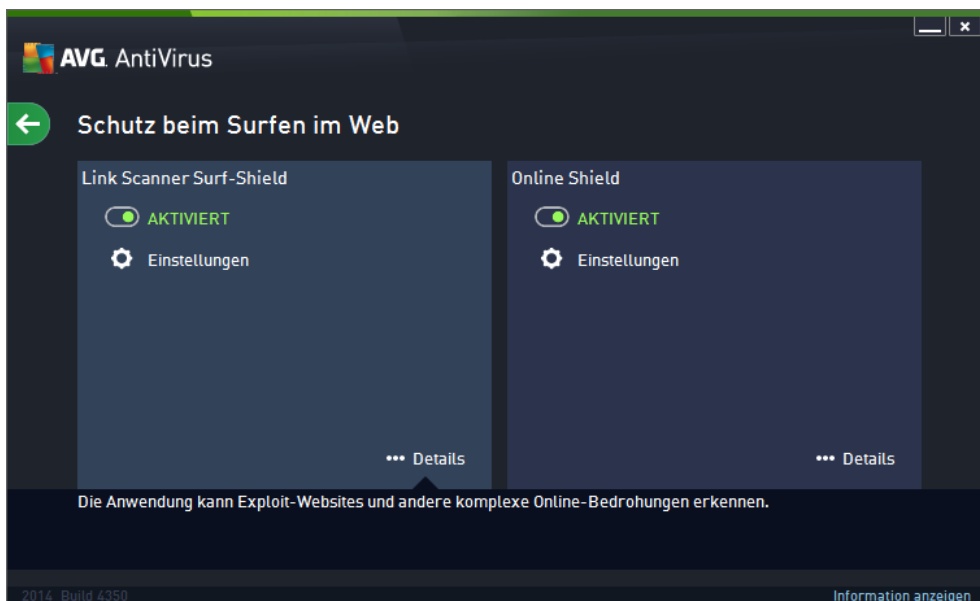 AVG. AntiVirus
Schutz beim Surfen im Web
Link Scanner Surf-Shield
AKTIVIERT
Einstellungen
Details
Online Shield
AKTIVIERT
Einstellungen
Details
Die Anwendung kann Exploit-Websites und andere komplexe Online-Bedrohungen erkennen.
2014 Build 4350
Information anzeigen